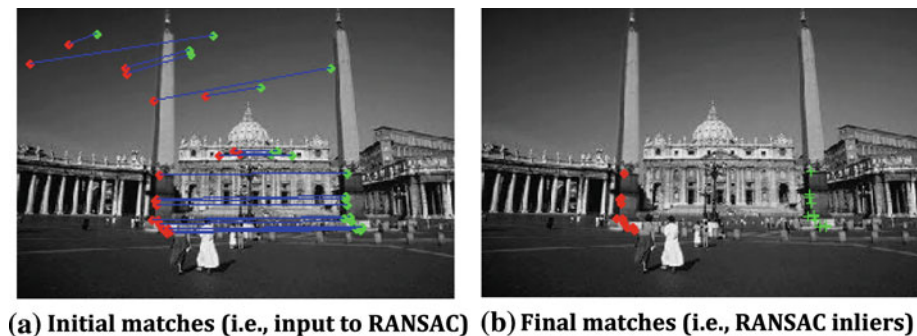 (a) Initial matches (i.e., input to RANSAC) (b) Final matches (i.e., RANSAC inliers)